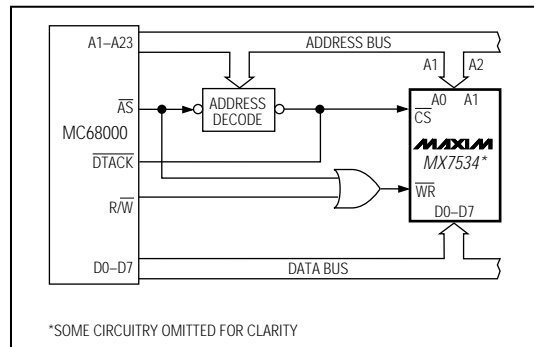 A1–A23
ADDRESS BUS
A1
A2
AS
ADDRESS
DECODE
A0 A1
CS
MC68000
MAXIM
MX7534*
DTACK
R/W
WR
D0–D7
D0–D7
DATA BUS
*SOME CIRCUITRY OMITTED FOR CLARITY